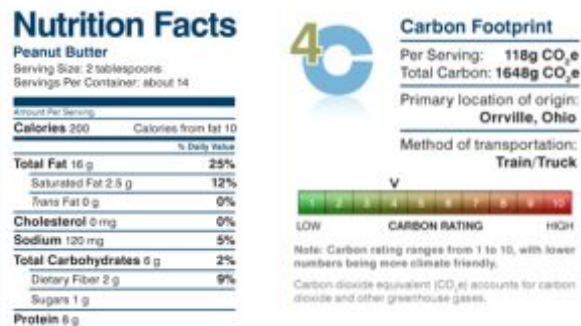 Nutrition Facts
Peanut Butter
Serving Size: 2 tablespoons
Servings Per Container: about 14
Amount Per Serving
Calories 200 Calories from fat 10
% Daily Value
Total Fat 16 g 25%
Saturated Fat 2.5 g 12%
Trans Fat 0 g 0%
Cholesterol 0 mg 0%
Sodium 120 mg 5%
Total Carbohydrates 6 g 2%
Dietary Fiber 2 g 9%
Sugars 1 g
Protein 8 g
4C
Carbon Footprint
Per Serving: 118g CO₂e
Total Carbon: 1648g CO₂e
Primary location of origin:
Orrville, Ohio
Method of transportation:
Train/Truck
V
1 2 3 4 5 6 7 8 9 10
LOW CARBON RATING HIGH
Note: Carbon rating ranges from 1 to 10, with lower
numbers being more climate friendly.
Carbon dioxide equivalent (CO₂e) accounts for carbon
dioxide and other greenhouse gases.